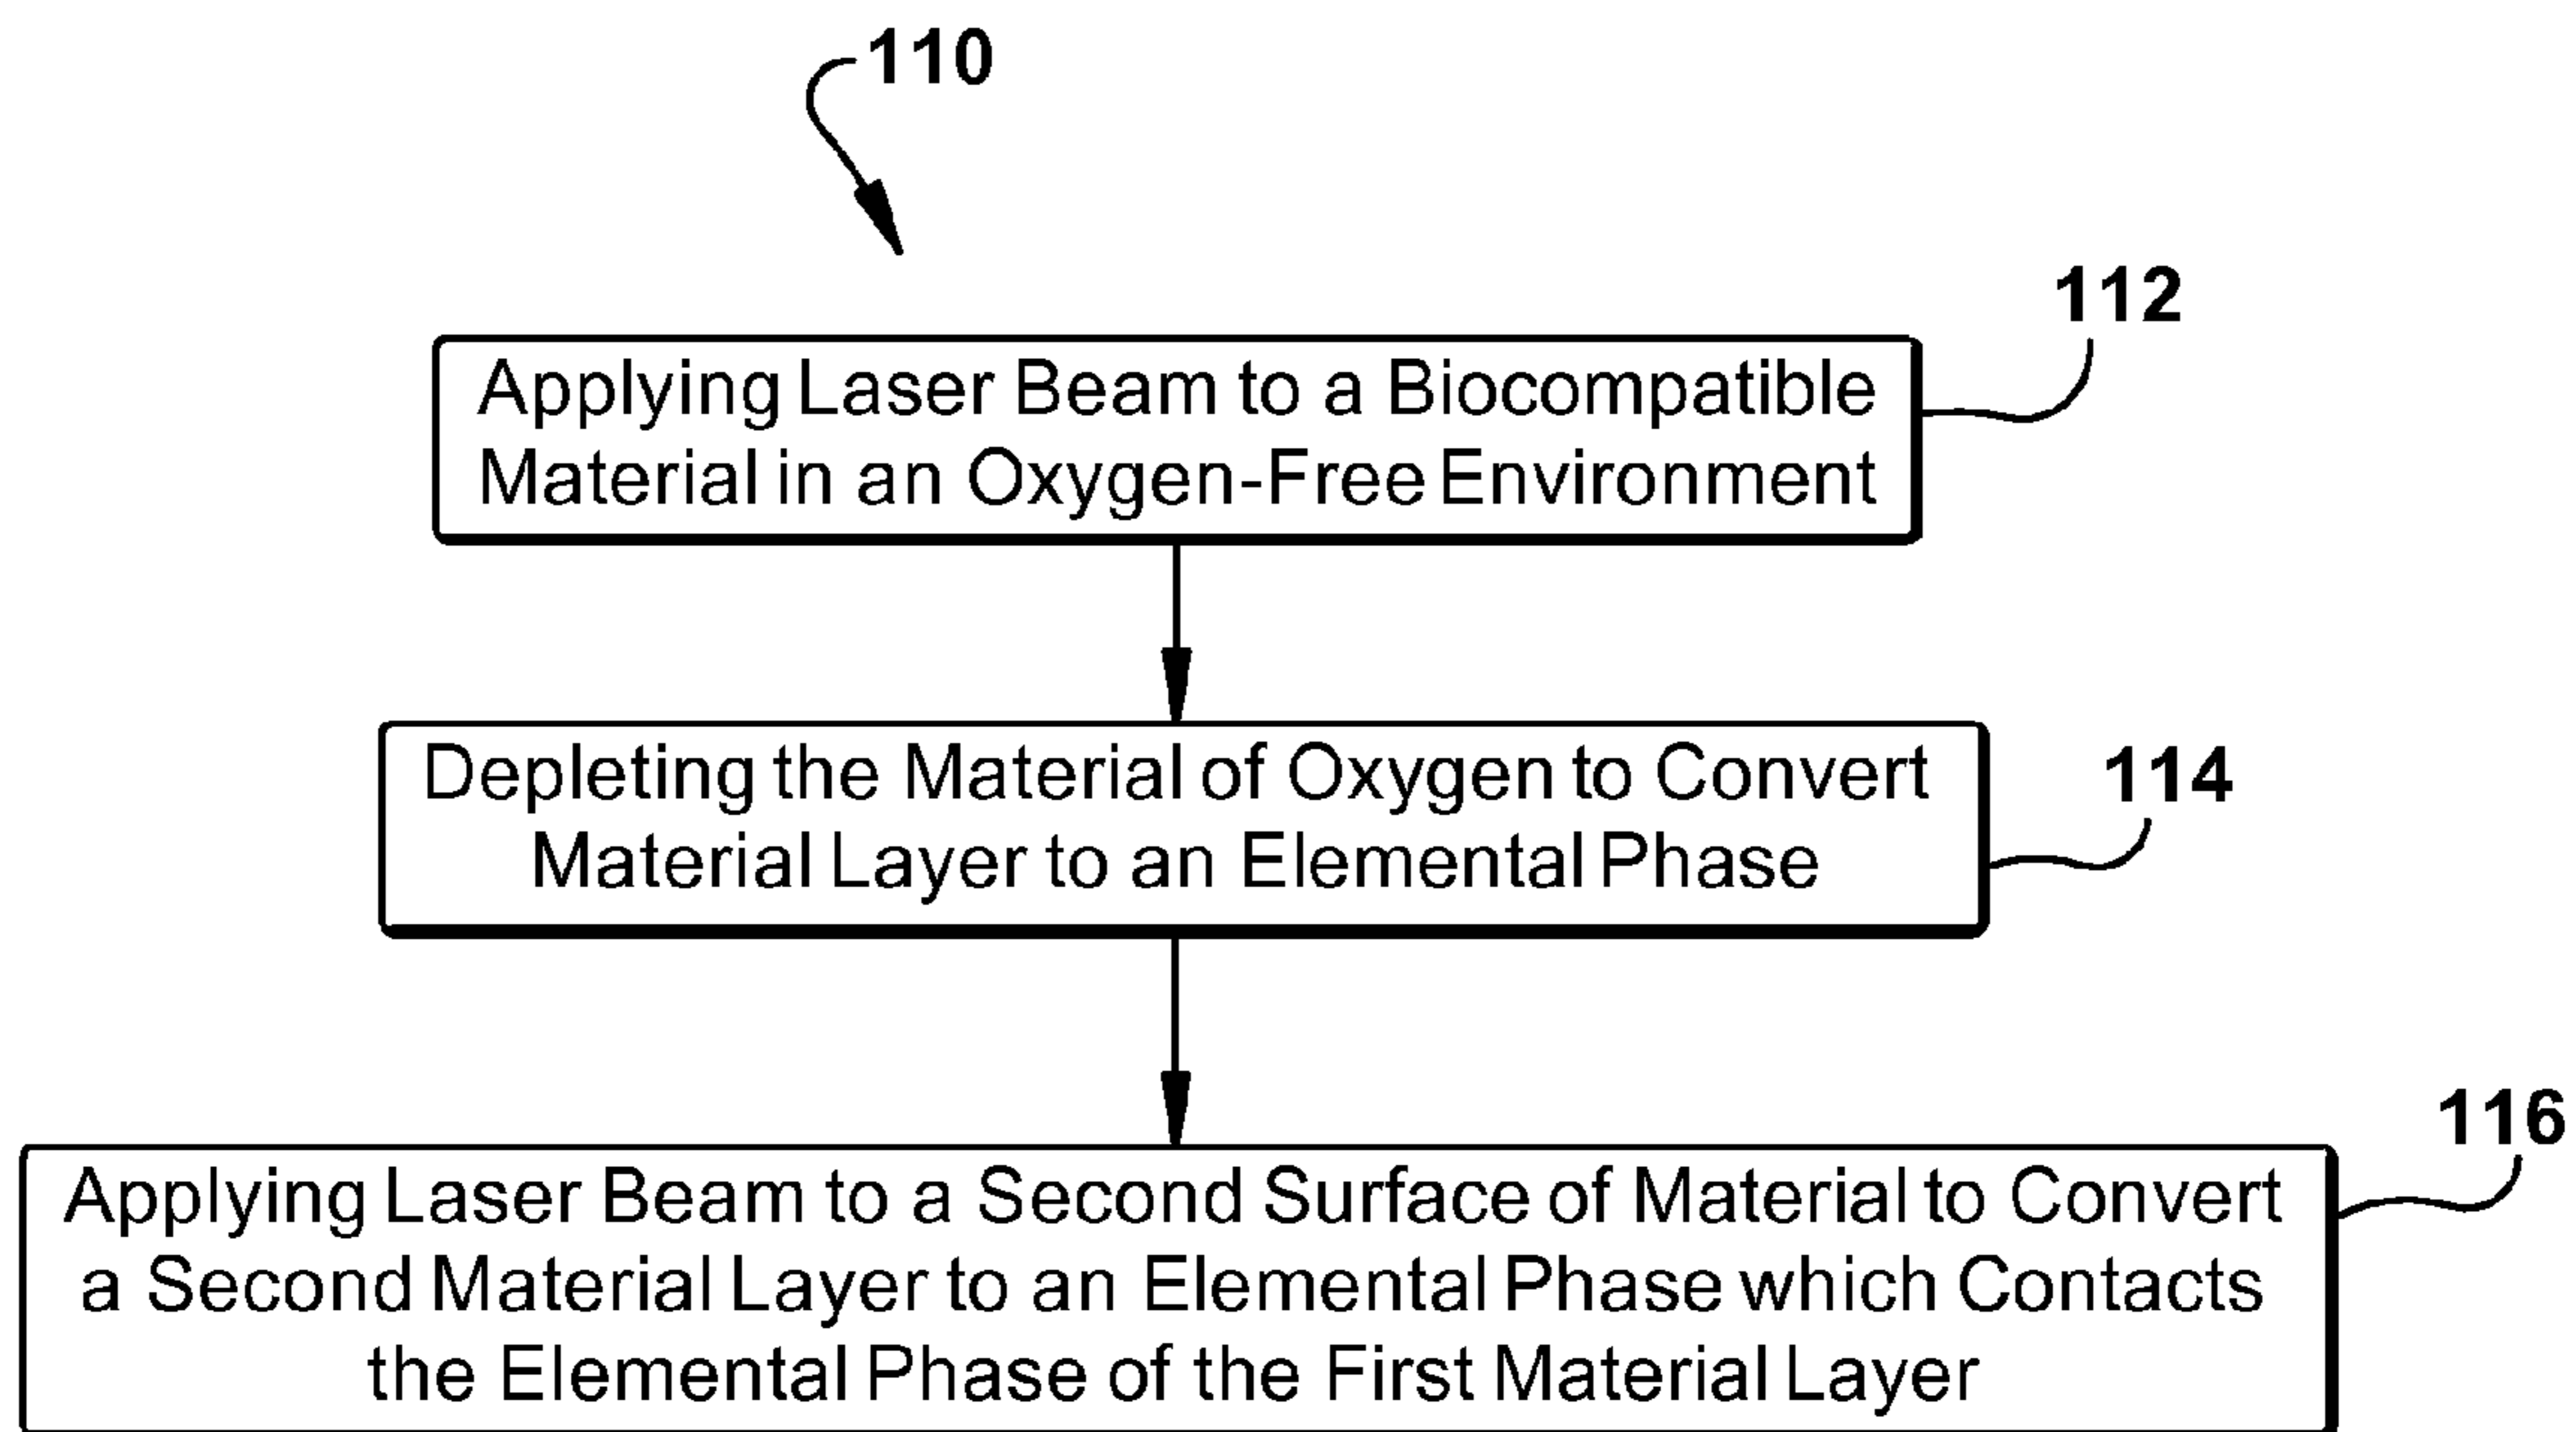 110
112
Applying Laser Beam to a Biocompatible
Material in an Oxygen-Free Environment
Depleting the Material of Oxygen to Convert
114
Material Layer to an Elemental Phase
116
Applying Laser Beam to a Second Surface of Material to Convert
a Second Material Layer to an Elemental Phase which Contacts
the Elemental Phase of the First Material Layer